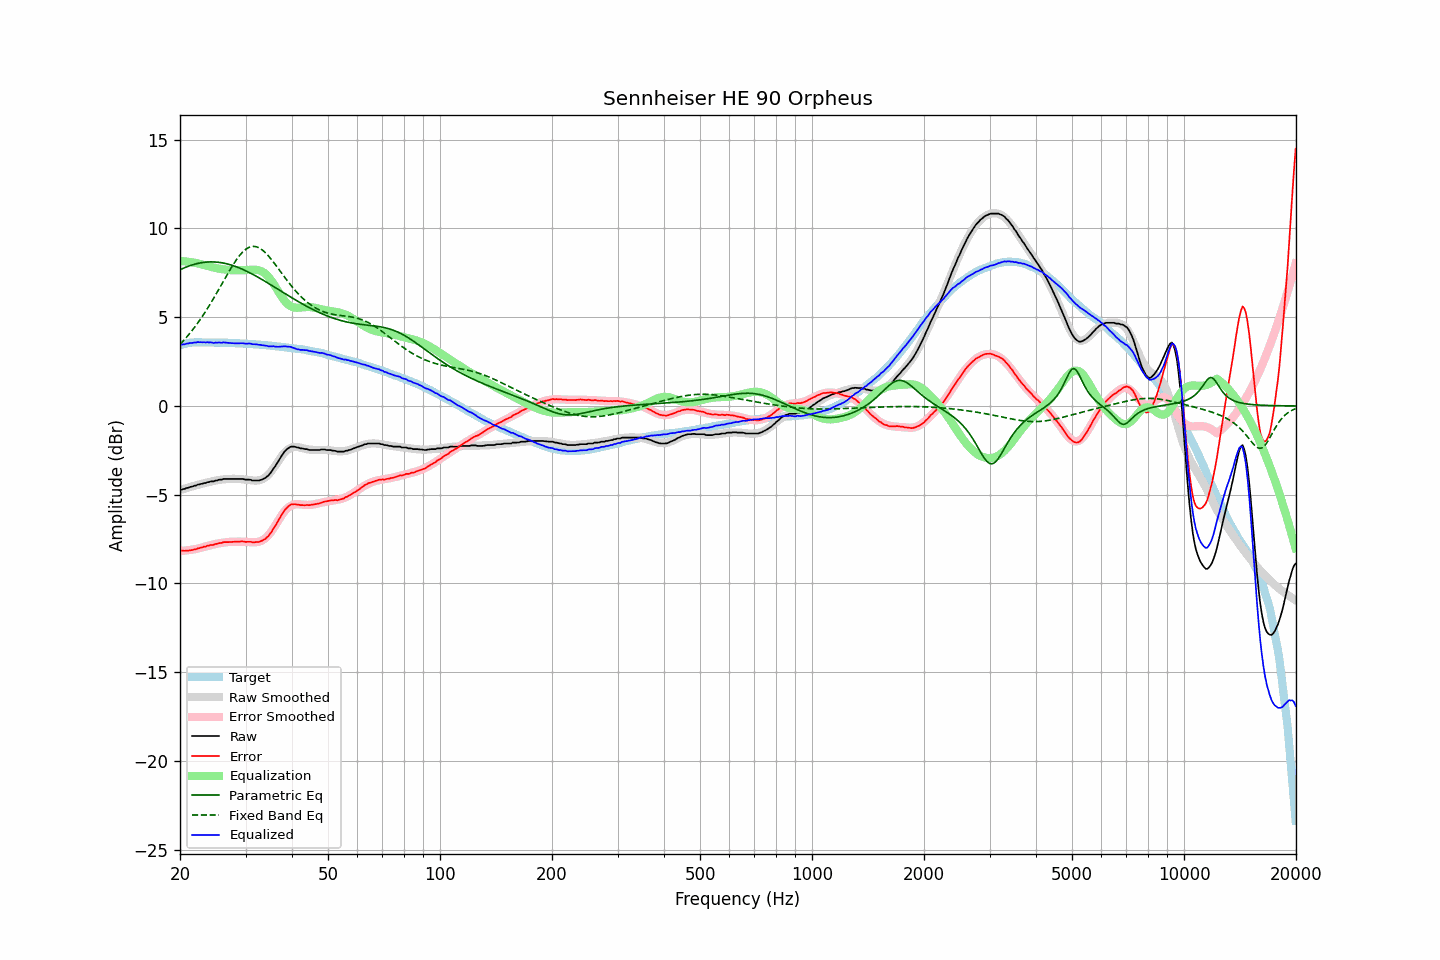 Sennheiser HE 90 Orpheus
Amplitude (dBr)
15
10
5
0
−5
−10
−15
−20
−25
Target
Raw Smoothed
Error Smoothed
Raw
Error
Equalization
Parametric Eq
Fixed Band Eq
Equalized
20 50 100 200 500 1000 2000 5000 10000 20000
Frequency (Hz)